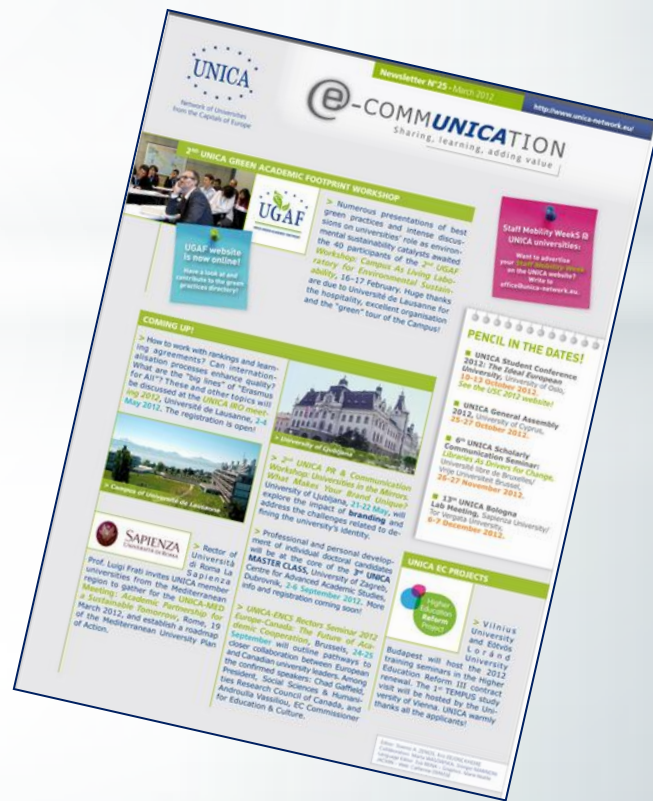 UNICA
Network of Universities
from the Capitals of Europe
Newsletter N°25 - March 2012
http://www.unica-network.eu/
@-COMMUNICATION
Sharing, learning, adding value
2ND UNICA GREEN ACADEMIC FOOTPRINT WORKSHOP
UGAF
UGAF website
is now online!
Have a look at and
contribute to the green
practices directory!
> Numerous presentations of best
green practices and intense discus-
sions on universities' role as environ-
mental sustainability catalysts awaited
the 40 participants of the 2nd UGAF
Workshop: Campus As Living Labo-
ratory for Environmental Sustain-
ability, 16–17 February. Huge thanks
are due to Université de Lausanne for
the hospitality, excellent organisation
and the "green" tour of the Campus!
Staff Mobility WeekS @
UNICA universities:
Want to advertise
your Staff Mobility Week
on the UNICA website?
Write to
office@unica-network.eu.
COMING UP!
> How to work with rankings and learn-
ing agreements? Can internation-
alisation processes enhance quality?
What are the "big lines" of "Erasmus
for All"? These and other topics will
be discussed at the UNICA IRO meet-
ing 2012, Université de Lausanne, 2-4
May 2012. The registration is open!
> Campus of Université de Lausanne
SAPIENZA
UNIVERSITÀ DI ROMA
> Rector of
Università
di Roma La
Sapienza
Prof. Luigi Frati invites UNICA member
universities from the Mediterranean
region to gather for the UNICA-MED
Meeting: Academic Partnership for
a Sustainable Tomorrow, Rome, 19
March 2012, and establish a roadmap
of the Mediterranean University Plan
of Action.
> University of Ljubljana
> 2nd UNICA PR & Communication
Workshop: Universities in the Mirrors.
What Makes Your Brand Unique?
University of Ljubljana, 21-22 May, will
explore the impact of branding and
address the challenges related to de-
fining the university's identity.
> Professional and personal develop-
ment of individual doctoral candidates
will be at the core of the 3rd UNICA
MASTER CLASS, University of Zagreb,
Centre for Advanced Academic Studies,
Dubrovnik, 2-6 September 2012. More
info and registration coming soon!
> UNICA-ENCS Rectors Seminar 2012
Europe-Canada: The Future of Aca-
demic Cooperation, Brussels, 24-25
September will outline pathways to
closer collaboration between European
and Canadian university leaders. Among
the confirmed speakers: Chad Gaffield,
President, Social Sciences & Humani-
ties Research Council of Canada, and
Androulla Vassiliou, EC Commissioner
for Education & Culture.
PENCIL IN THE DATES!
UNICA Student Conference
2012: The Ideal European
University, University of Oslo,
10-13 October 2012.
See the USC 2012 website!
UNICA General Assembly
2012, University of Cyprus,
25-27 October 2012.
6th UNICA Scholarly
Communication Seminar:
Libraries As Drivers for Change,
Université libre de Bruxelles/
Vrije Universiteit Brussel,
26-27 November 2012.
13th UNICA Bologna
Lab Meeting, Sapienza University/
Tor Vergata University,
6-7 December 2012.
UNICA EC PROJECTS
Higher
Education
Reform
Project
> Vilnius
University
and Eötvös
Loránd
University
Budapest will host the 2012
training seminars in the Higher
Education Reform III contract
renewal. The 1st TEMPUS study
visit will be hosted by the Uni-
versity of Vienna. UNICA warmly
thanks all the applicants!